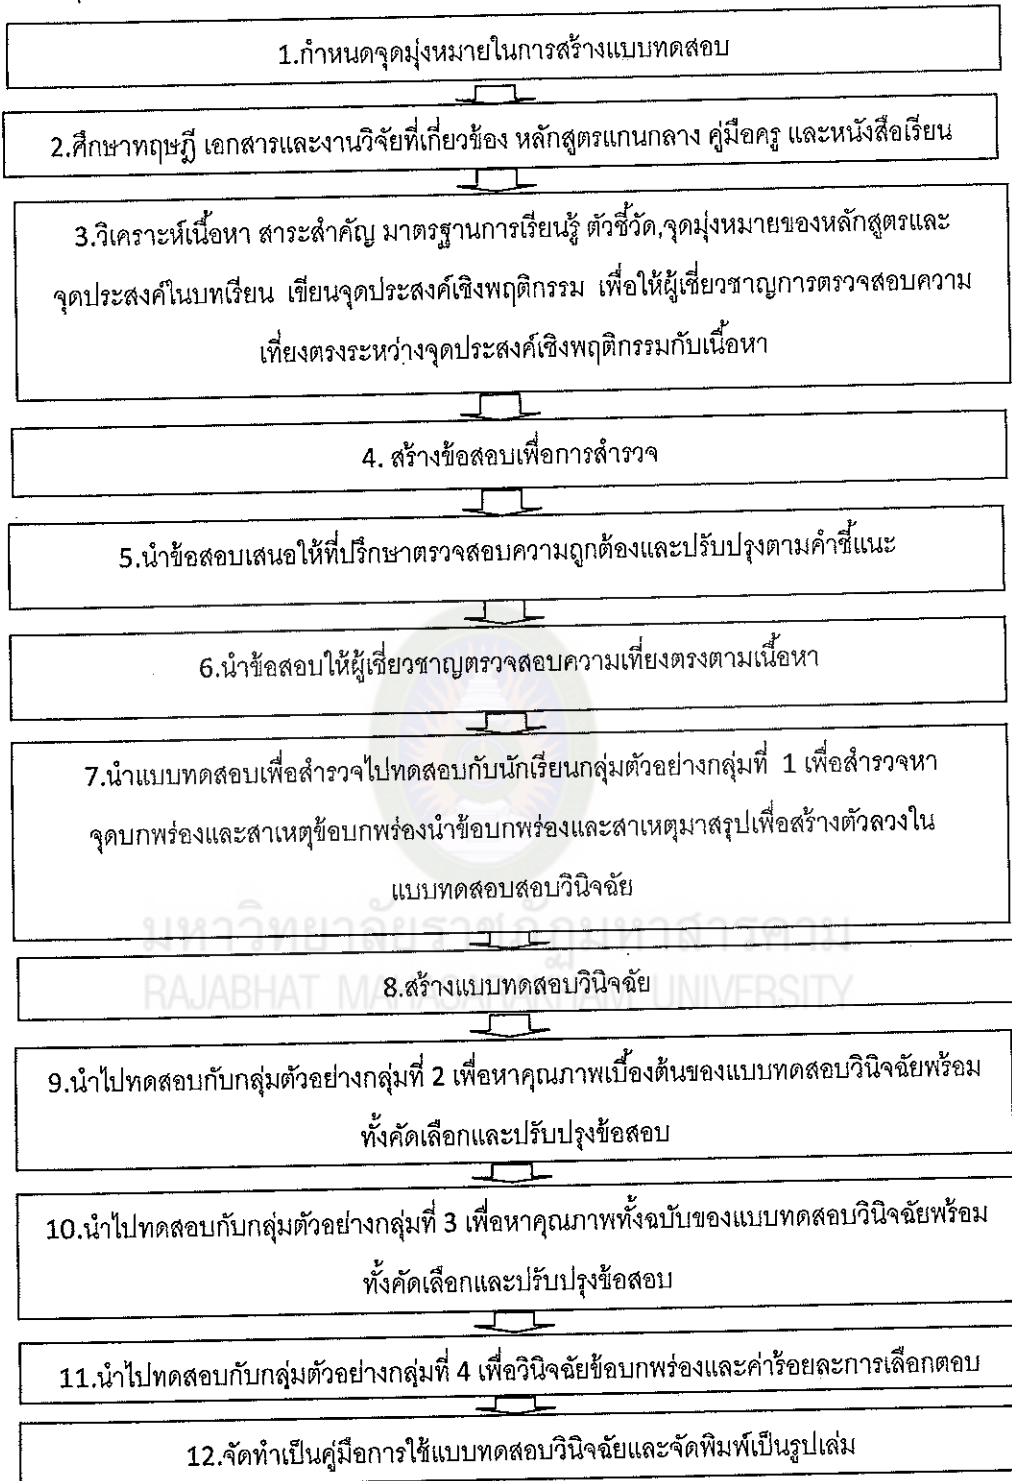 1.กำหนดจุดมุ่งหมายในการสร้างแบบทดสอบ
2.ศึกษาทฤษฎี เอกสารและงานวิจัยที่เกี่ยวข้อง หลักสูตรแกนกลาง คู่มือครู และหนังสือเรียน
3.วิเคราะห์เนื้อหา สาระสำคัญ มาตรฐานการเรียนรู้ ตัวชี้วัด,จุดมุ่งหมายของหลักสูตรและ
จุดประสงค์ในบทเรียน เขียนจุดประสงค์เชิงพฤติกรรม เพื่อให้ผู้เชี่ยวชาญการตรวจสอบความ
เที่ยงตรงระหว่างจุดประสงค์เชิงพฤติกรรมกับเนื้อหา
4. สร้างข้อสอบเพื่อการสำรวจ
5.นำข้อสอบเสนอให้ที่ปรึกษาตรวจสอบความถูกต้องและปรับปรุงตามคำชี้แนะ
6.นำข้อสอบให้ผู้เชี่ยวชาญตรวจสอบความเที่ยงตรงตามเนื้อหา
7.นำแบบทดสอบเพื่อสำรวจไปทดสอบกับนักเรียนกลุ่มตัวอย่างกลุ่มที่ 1 เพื่อสำรวจหา
จุดบกพร่องและสาเหตุข้อบกพร่องนำข้อบกพร่องและสาเหตุมาสรุปเพื่อสร้างตัวลวงใน
แบบทดสอบสอบวินิจฉัย
มหาวิทยาลัยราชภัฏมหาสารคาม
8.สร้างแบบทดสอบวินิจฉัย
RAJABHAT MAHASARAKHAM UNIVERSITY
9.นำไปทดสอบกับกลุ่มตัวอย่างกลุ่มที่ 2 เพื่อหาคุณภาพเบื้องต้นของแบบทดสอบวินิจฉัยพร้อม
ทั้งคัดเลือกและปรับปรุงข้อสอบ
10.นำไปทดสอบกับกลุ่มตัวอย่างกลุ่มที่ 3 เพื่อหาคุณภาพทั้งฉบับของแบบทดสอบวินิจฉัยพร้อม
ทั้งคัดเลือกและปรับปรุงข้อสอบ
11.นำไปทดสอบกับกลุ่มตัวอย่างกลุ่มที่ 4 เพื่อวินิจฉัยข้อบกพร่องและค่าร้อยละการเลือกตอบ
12.จัดทำเป็นคู่มือการใช้แบบทดสอบวินิจฉัยและจัดพิมพ์เป็นรูปเล่ม